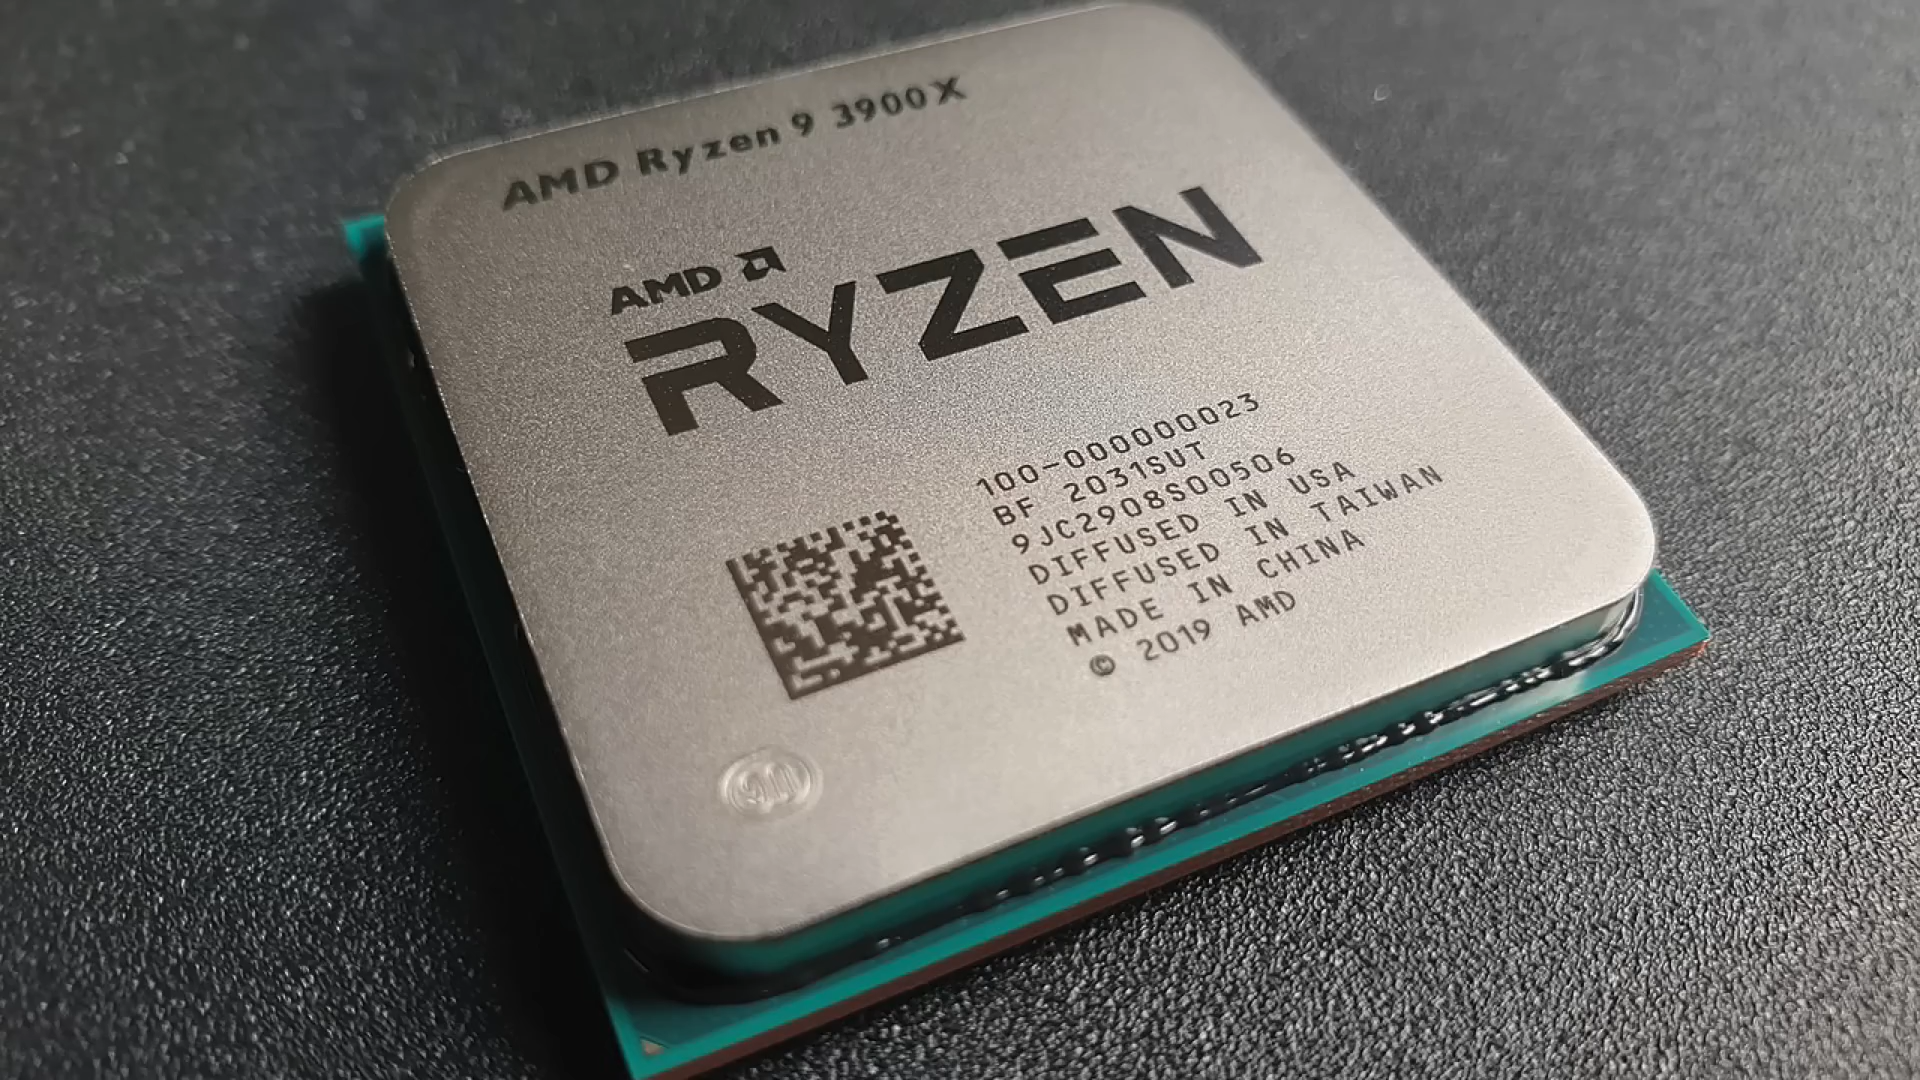 AMD Ryzen 9 3900X
AMD
RYZEN
100-000000023
BF 2031SUT
9JC2908S00506
DIFFUSED IN USA
DIFFUSED IN TAIWAN
MADE IN CHINA
© 2019 AMD